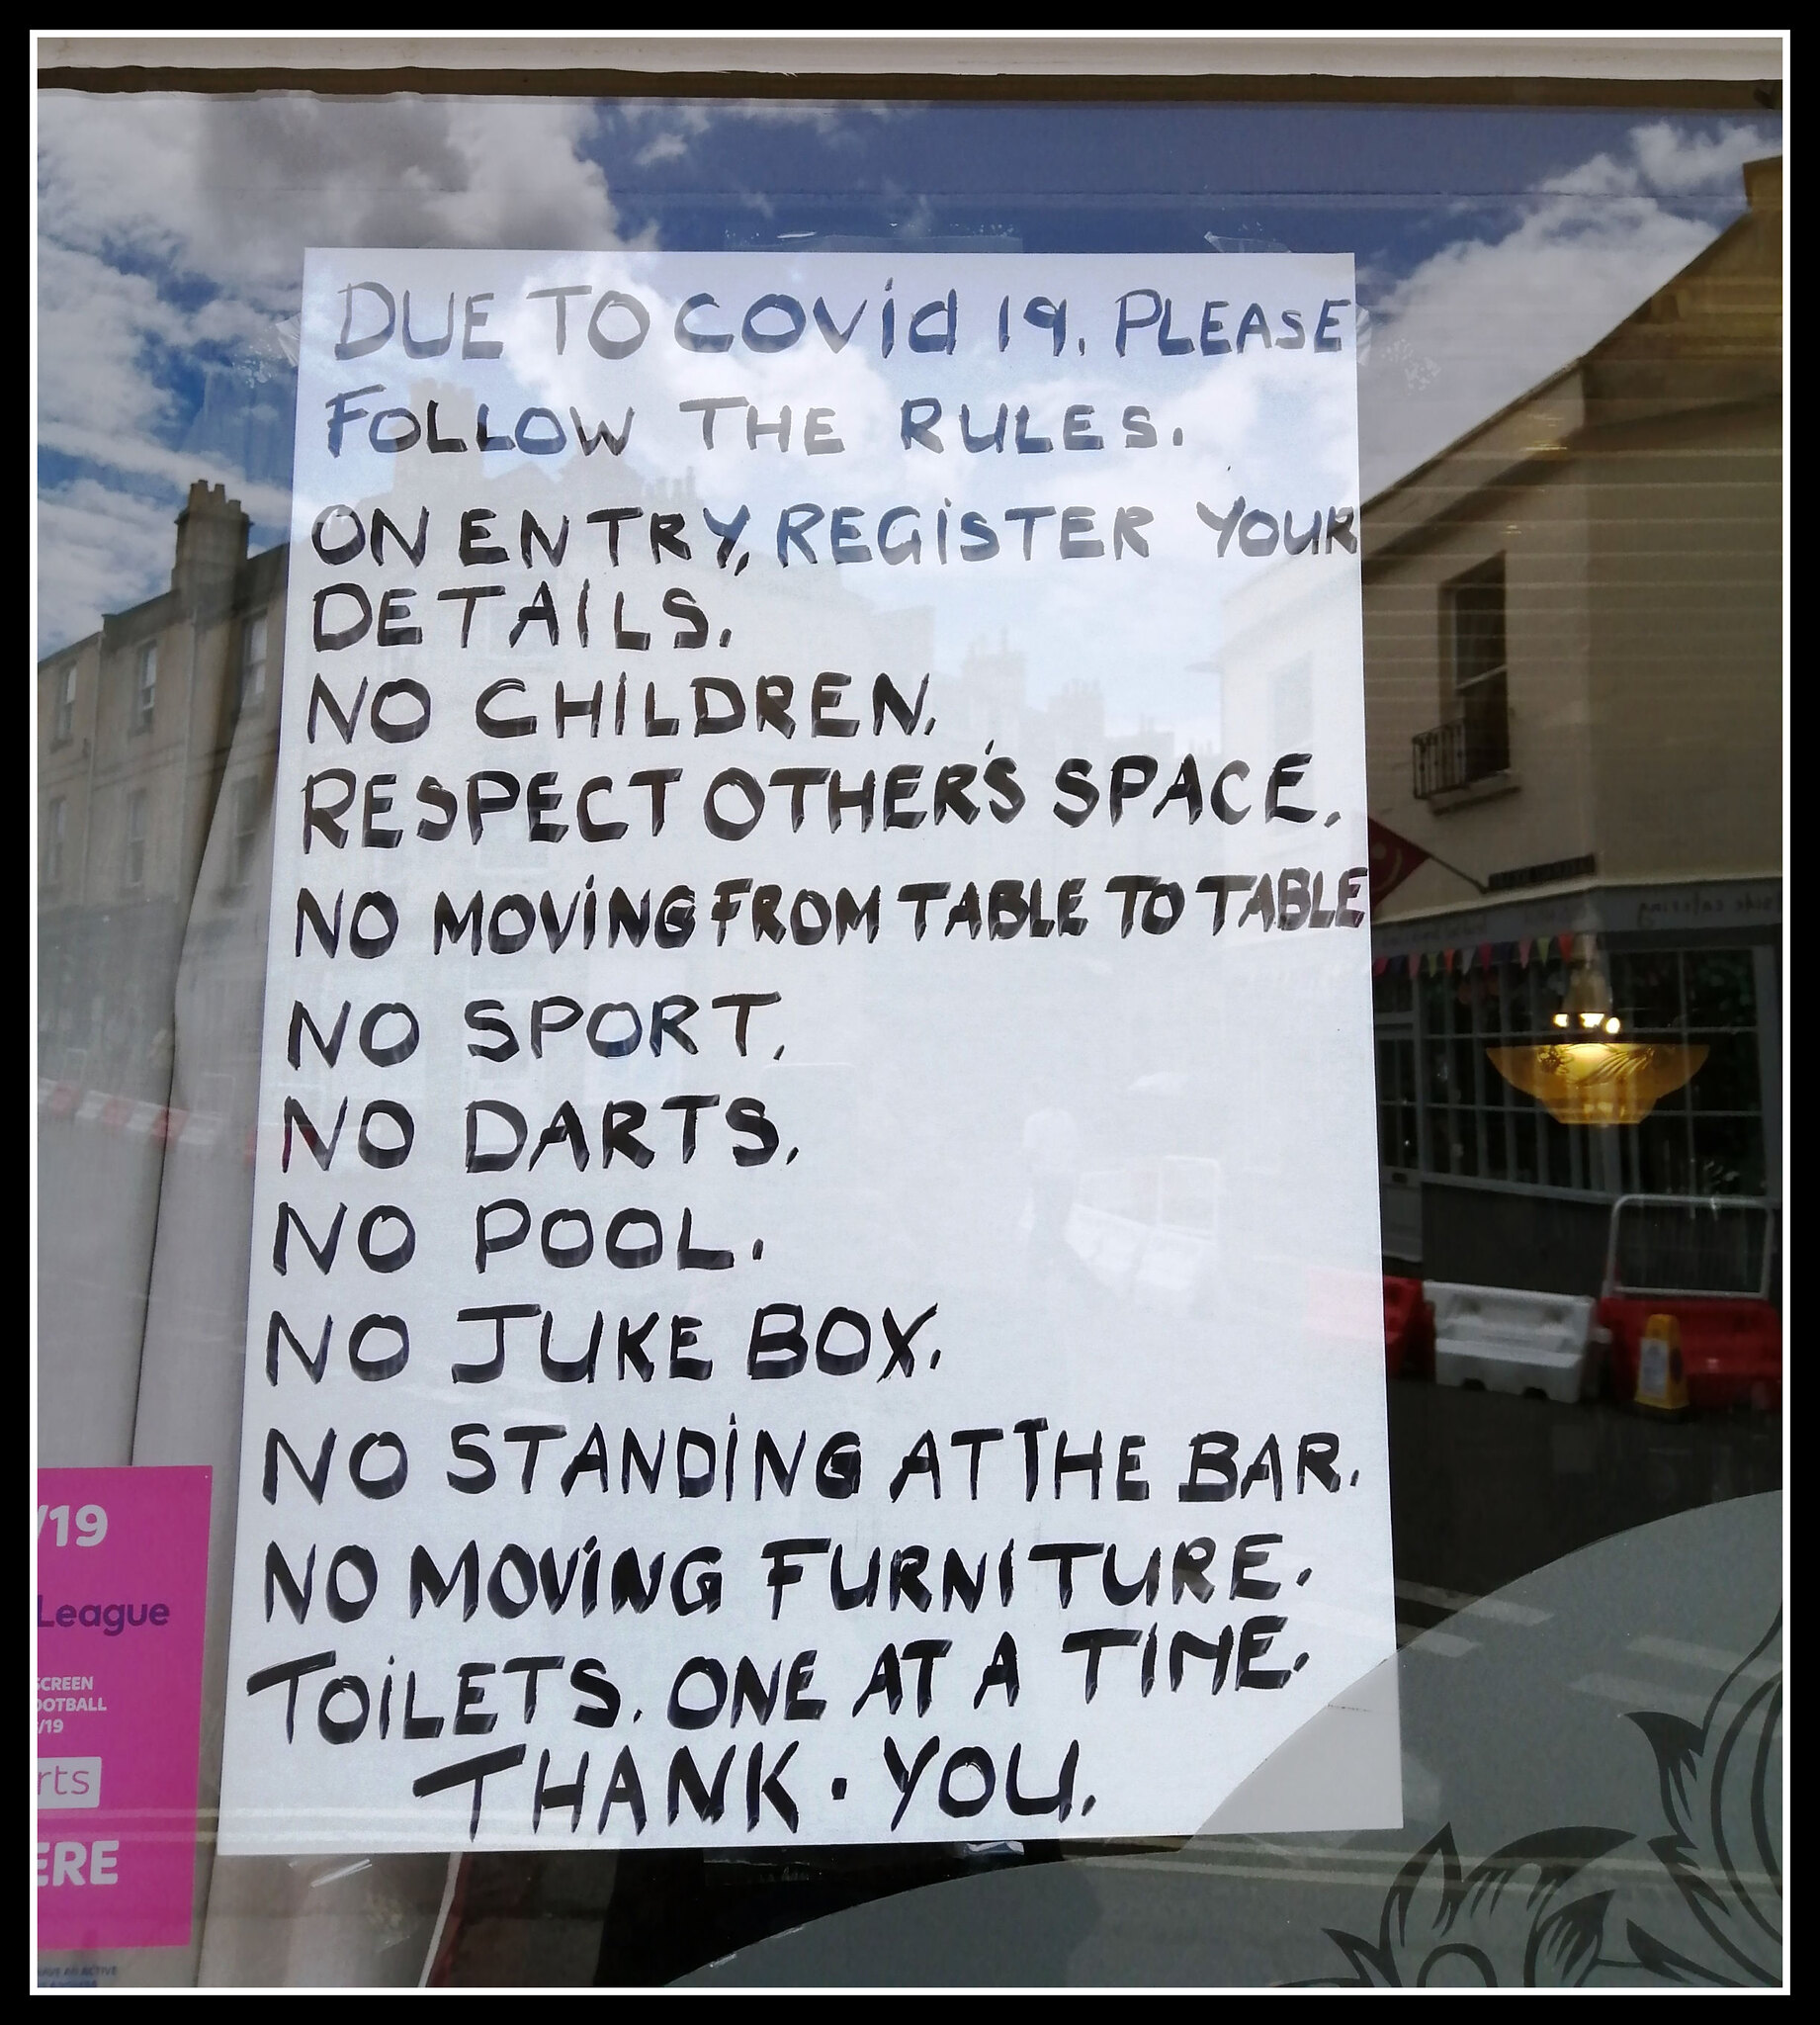 DUE TO COVid 19. PLEASE
FOLLOW THE RULES.
ON ENTRY, REGiSTER YOUR
DETAILS.
NO CHILDREN.
RESPECT OTHER'S SPACE.
NO MOViNG FROM TABLE TO TABLE
NO SPORT.
NO DARTS.
NO POOL.
NO JUKE BOX.
NO STANDiNG AT THE BAR.
NO MOViNG FURNITURE.
TOiLETS. ONE AT A TIME.
THANK · YOU.
/19
League
SCREEN
OOTBALL
/19
rts
ERE